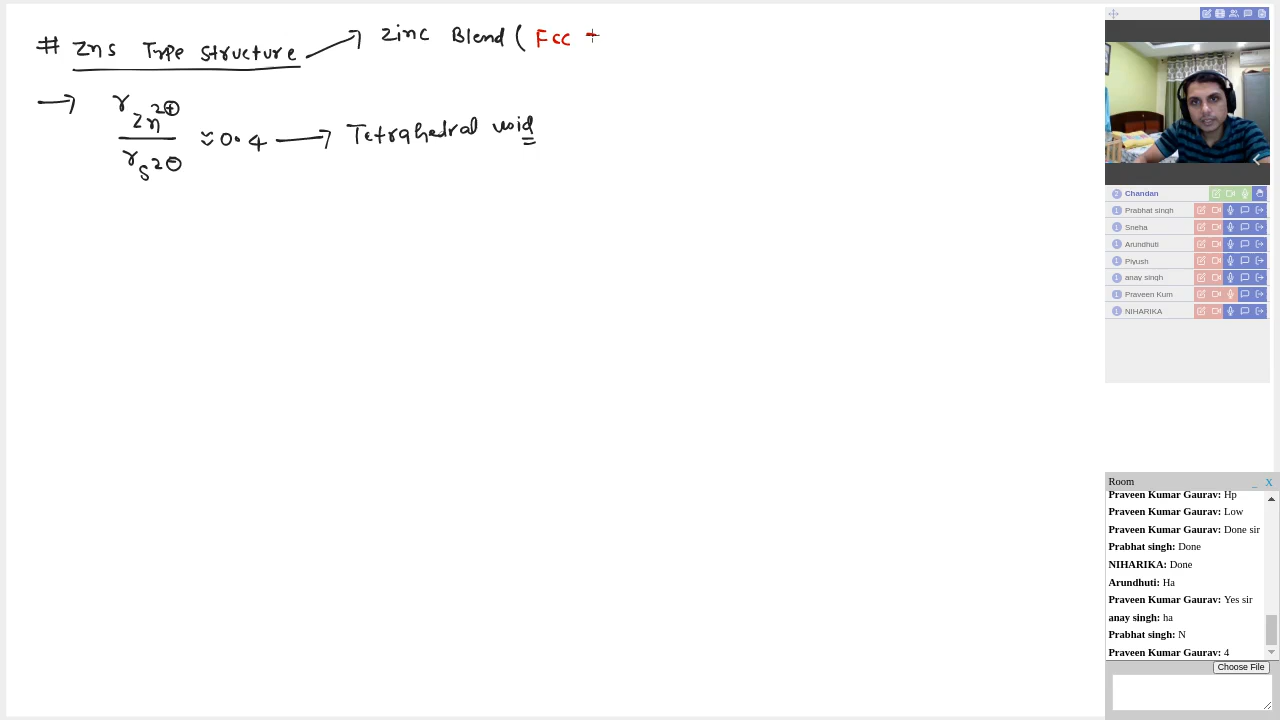 # Zns Type structure → Zinc Blend ( Fcc -
→ r Zn²⊕ / r s²⊖ ≈ 0.4 → Tetrahedral void
Chandan
Prabhat singh
Sneha
Arundhuti
Piyush
anay singh
Praveen Kum
NIHARIKA
Room _ X
Praveen Kumar Gaurav: Hp
Praveen Kumar Gaurav: Low
Praveen Kumar Gaurav: Done sir
Prabhat singh: Done
NIHARIKA: Done
Arundhuti: Ha
Praveen Kumar Gaurav: Yes sir
anay singh: ha
Prabhat singh: N
Praveen Kumar Gaurav: 4
Choose File